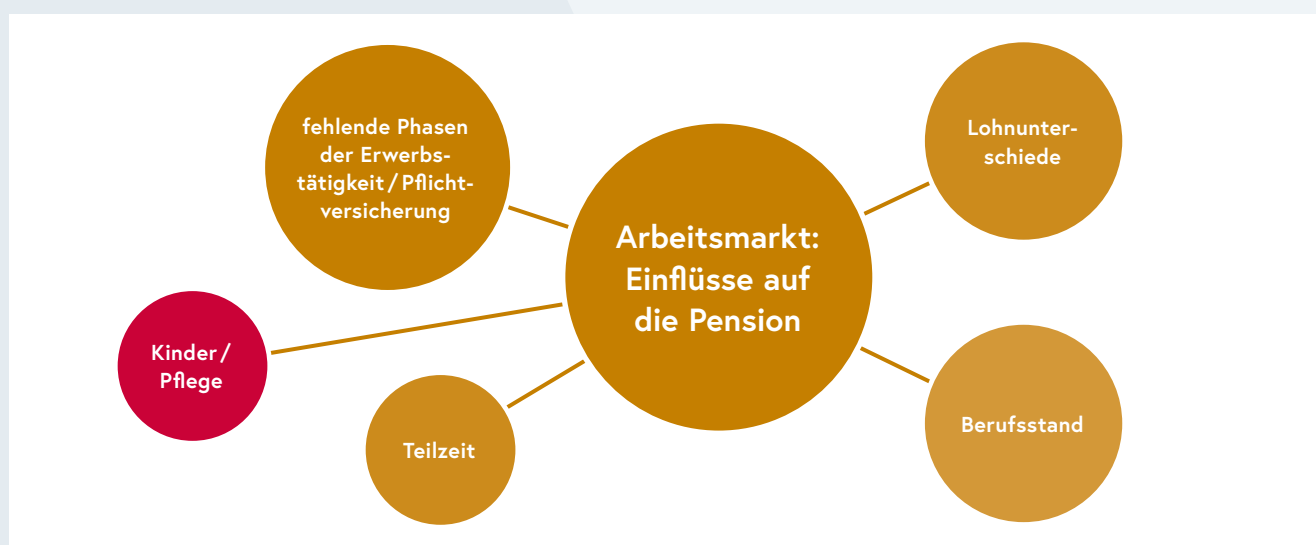 fehlende Phasen
der Erwerbs-
tätigkeit / Pflicht-
versicherung
Lohnunter-
schiede
Arbeitsmarkt:
Einflüsse auf
die Pension
Kinder /
Pflege
Teilzeit
Berufsstand